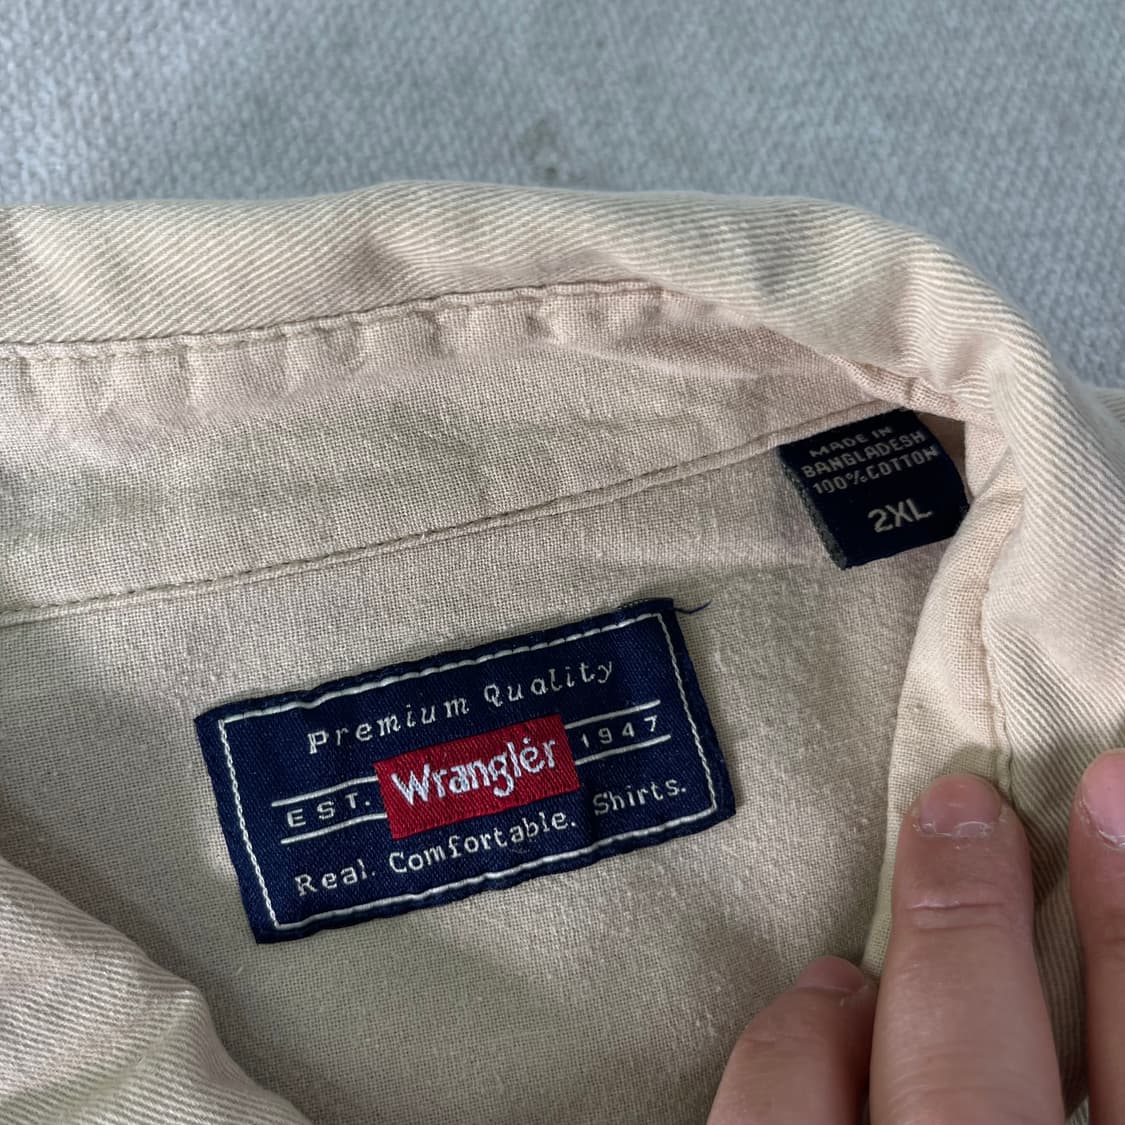 MADE IN
BANGLADESH
100% COTTON
2XL
Premium Quality
EST. Wrangler 1947
Real. Comfortable. Shirts.